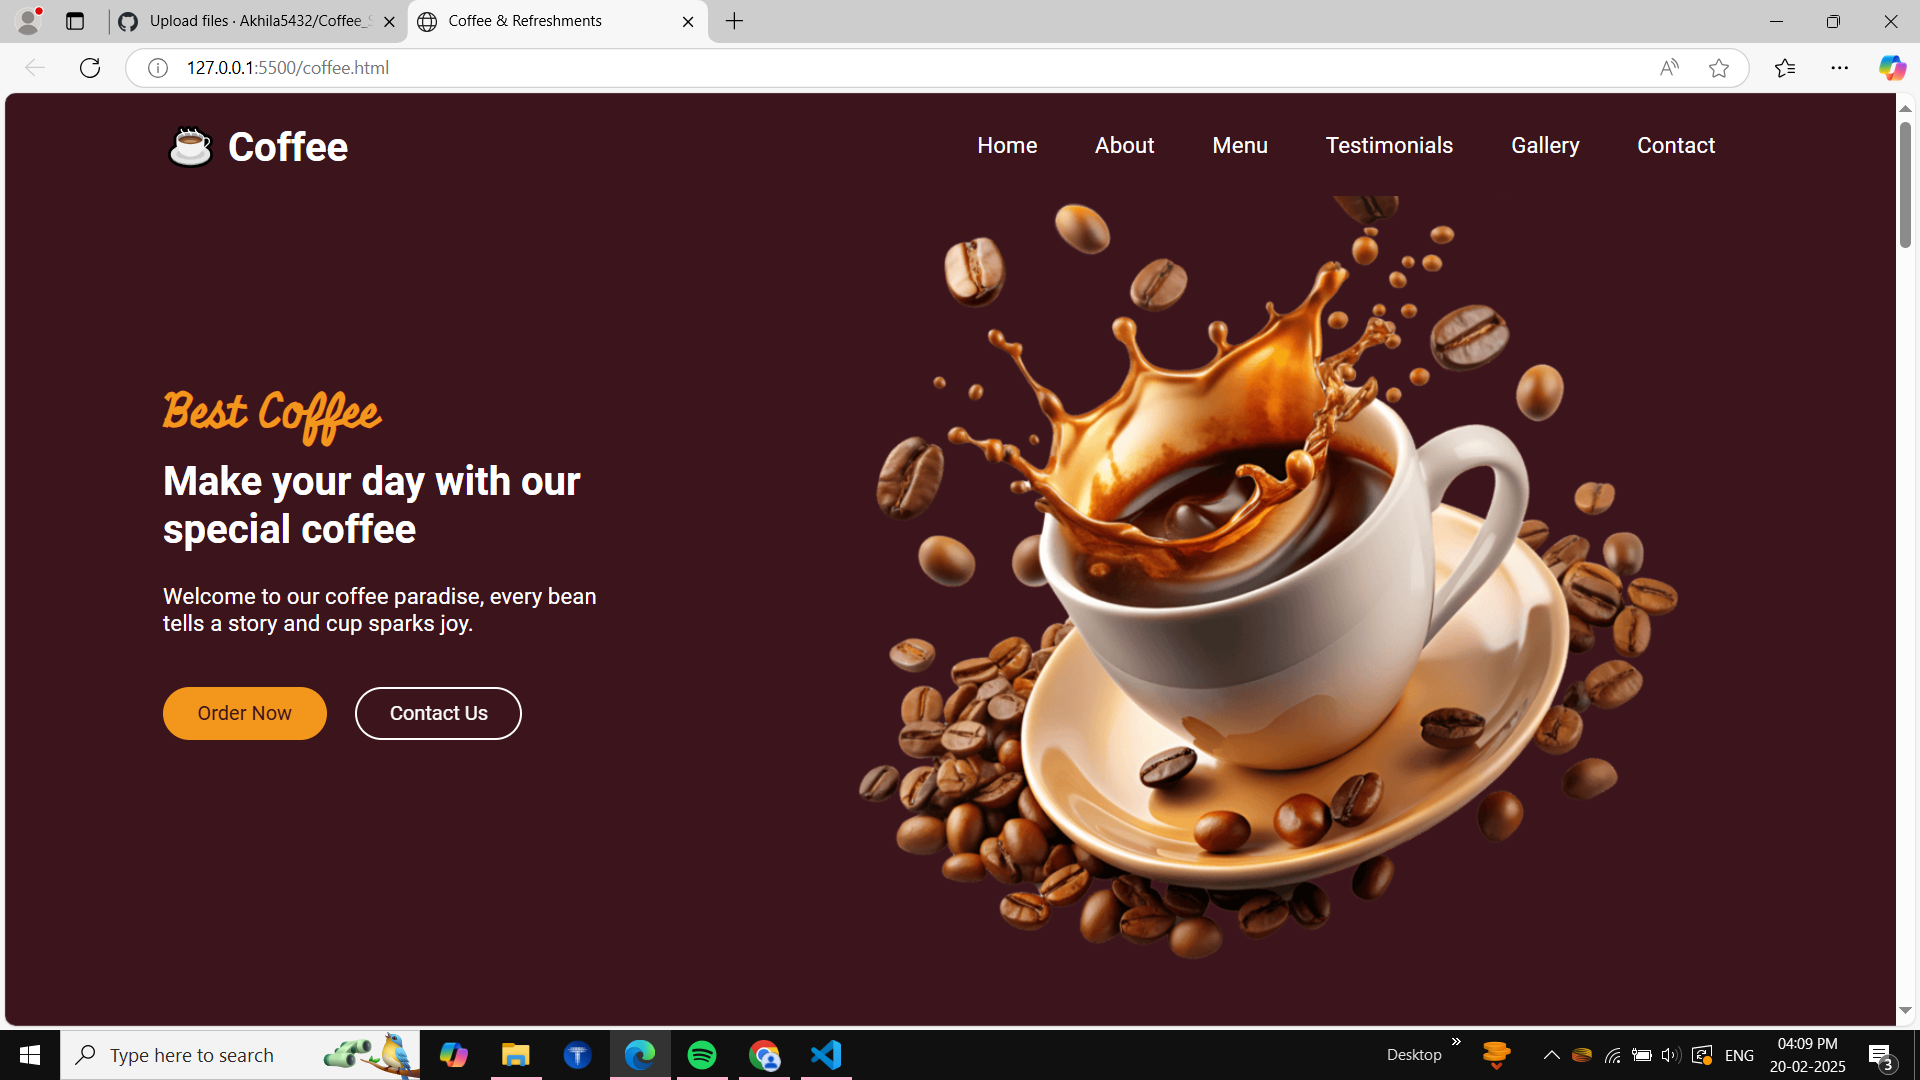 Upload files · Akhila5432/Coffee_S
Coffee & Refreshments
127.0.0.1:5500/coffee.html
Coffee
Home
About
Menu
Testimonials
Gallery
Contact
Best Coffee
Make your day with our
special coffee
Welcome to our coffee paradise, every bean
tells a story and cup sparks joy.
Order Now
Contact Us
Type here to search
Desktop
ENG
04:09 PM
20-02-2025
3